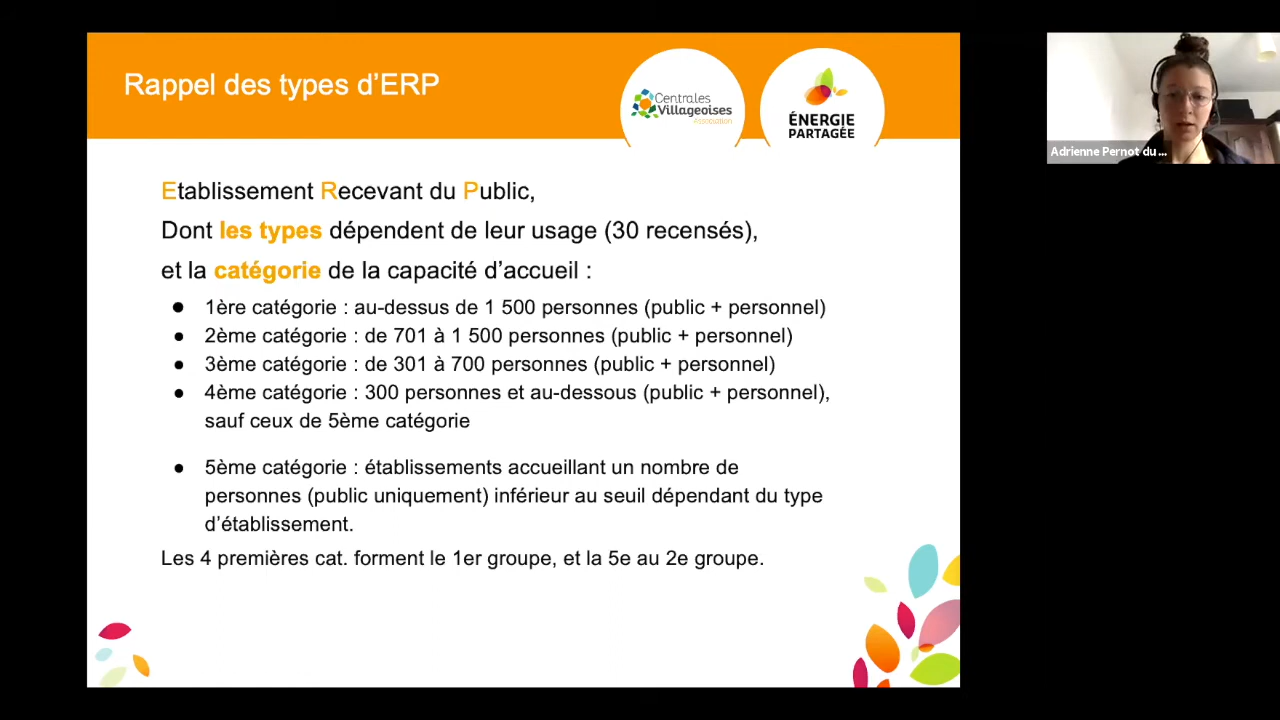 Rappel des types d'ERP
Centrales
Villageoises
Association
ÉNERGIE
PARTAGÉE
Adrienne Pernot du ...
Etablissement Recevant du Public,
Dont les types dépendent de leur usage (30 recensés),
et la catégorie de la capacité d'accueil :
● 1ère catégorie : au-dessus de 1 500 personnes (public + personnel)
● 2ème catégorie : de 701 à 1 500 personnes (public + personnel)
● 3ème catégorie : de 301 à 700 personnes (public + personnel)
● 4ème catégorie : 300 personnes et au-dessous (public + personnel),
sauf ceux de 5ème catégorie
● 5ème catégorie : établissements accueillant un nombre de
personnes (public uniquement) inférieur au seuil dépendant du type
d'établissement.
Les 4 premières cat. forment le 1er groupe, et la 5e au 2e groupe.